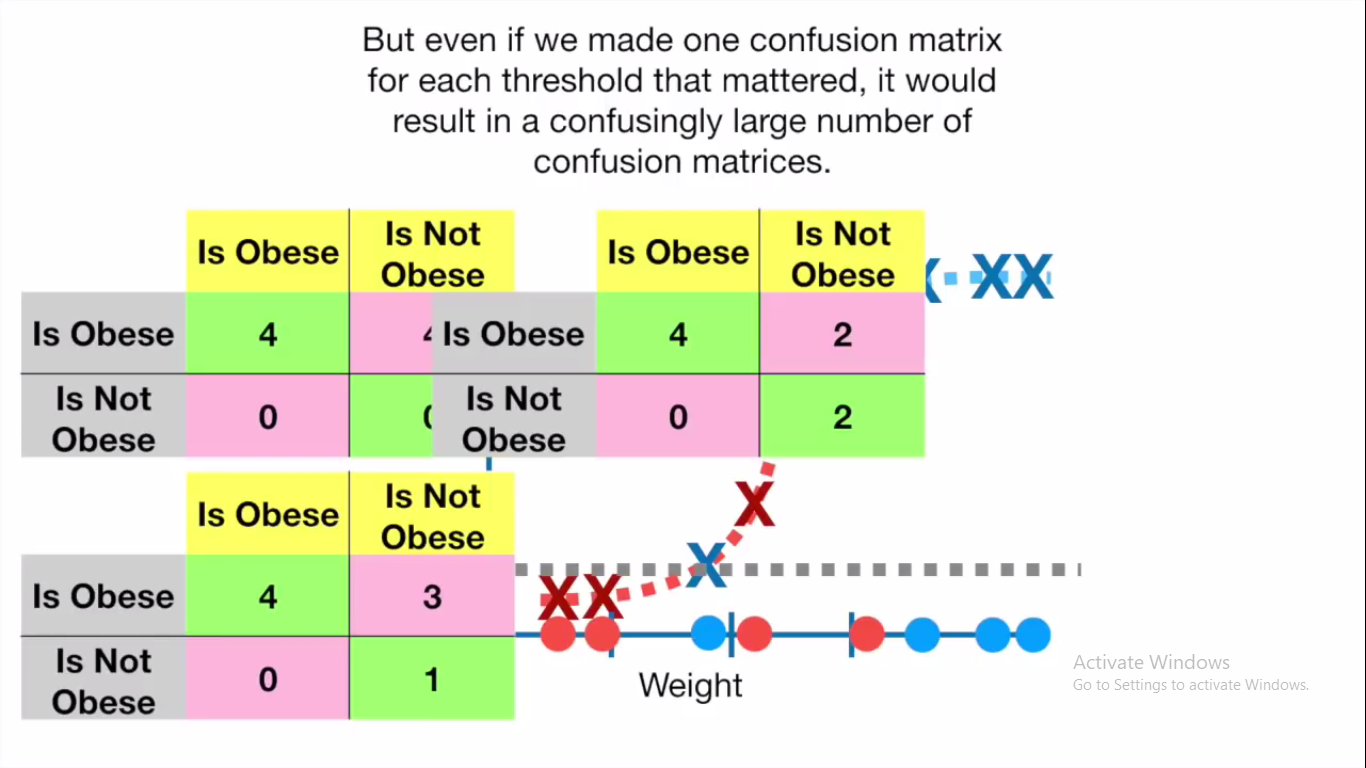 But even if we made one confusion matrix
for each threshold that mattered, it would
result in a confusingly large number of
confusion matrices.
Is Obese
Is Not
Obese
Is Obese
4
Is Not
Obese
0
Is Obese
Is Not
Obese
Is Obese
4
2
Is Not
Obese
0
2
X
XX
Is Obese
Is Not
Obese
Is Obese
4
3
Is Not
Obese
0
1
X
X
XX
Weight
Activate Windows
Go to Settings to activate Windows.